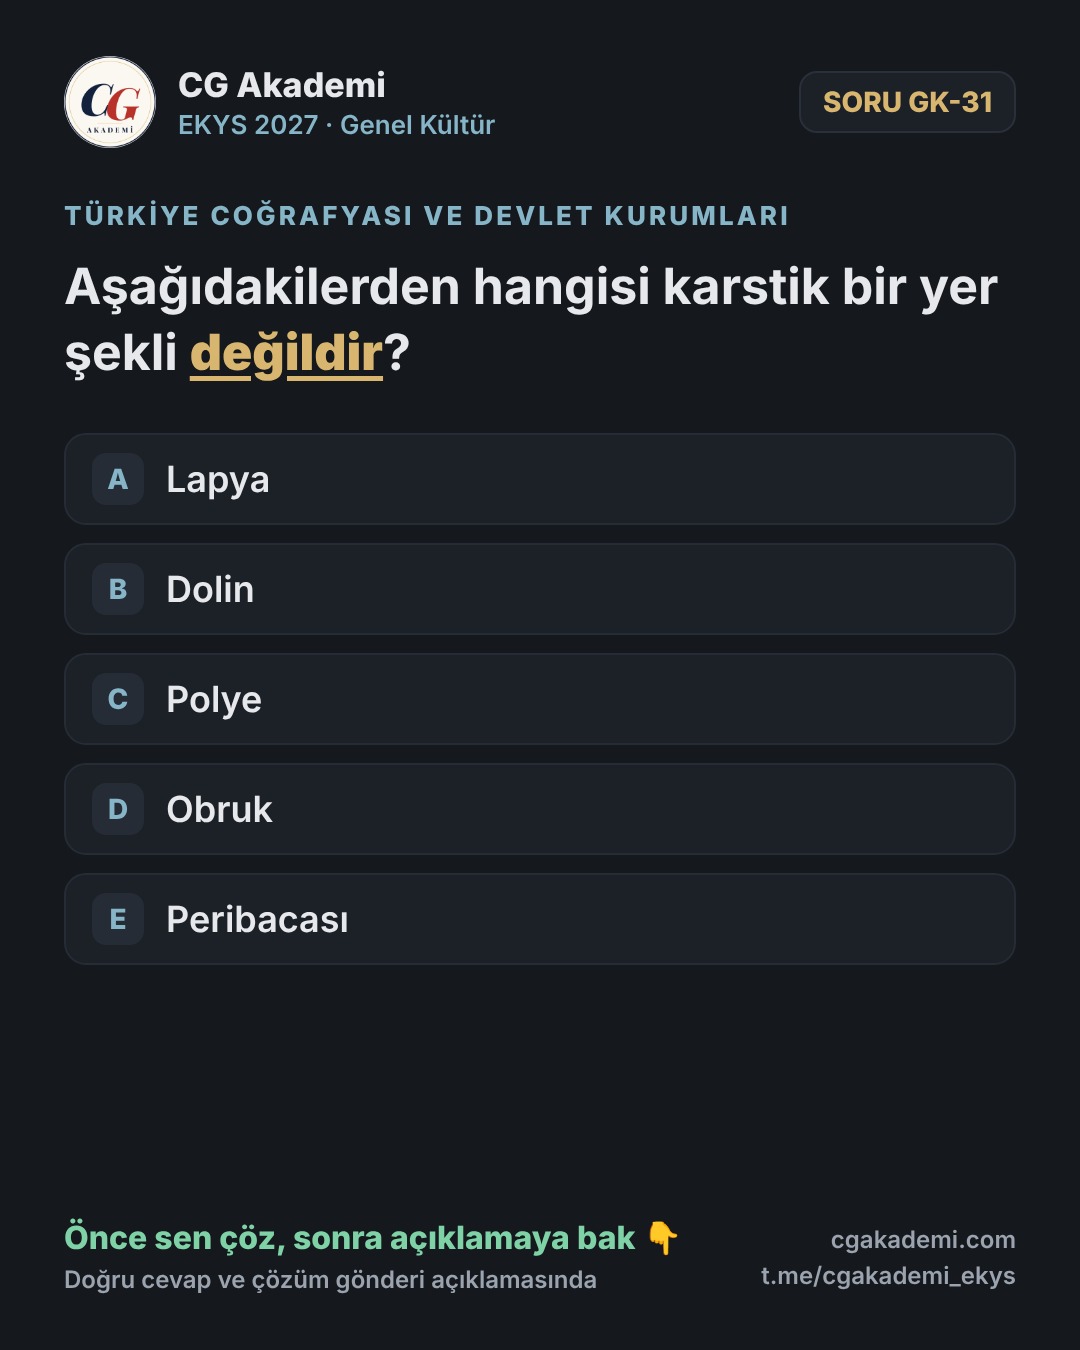 CG
AKADEMİ
CG Akademi
EKYS 2027 · Genel Kültür
SORU GK-31
TÜRKİYE COĞRAFYASI VE DEVLET KURUMLARI
Aşağıdakilerden hangisi karstik bir yer
şekli değildir?
A Lapya
B Dolin
C Polye
D Obruk
E Peribacası
Önce sen çöz, sonra açıklamaya bak 👇
Doğru cevap ve çözüm gönderi açıklamasında
cgakademi.com
t.me/cgakademi_ekys